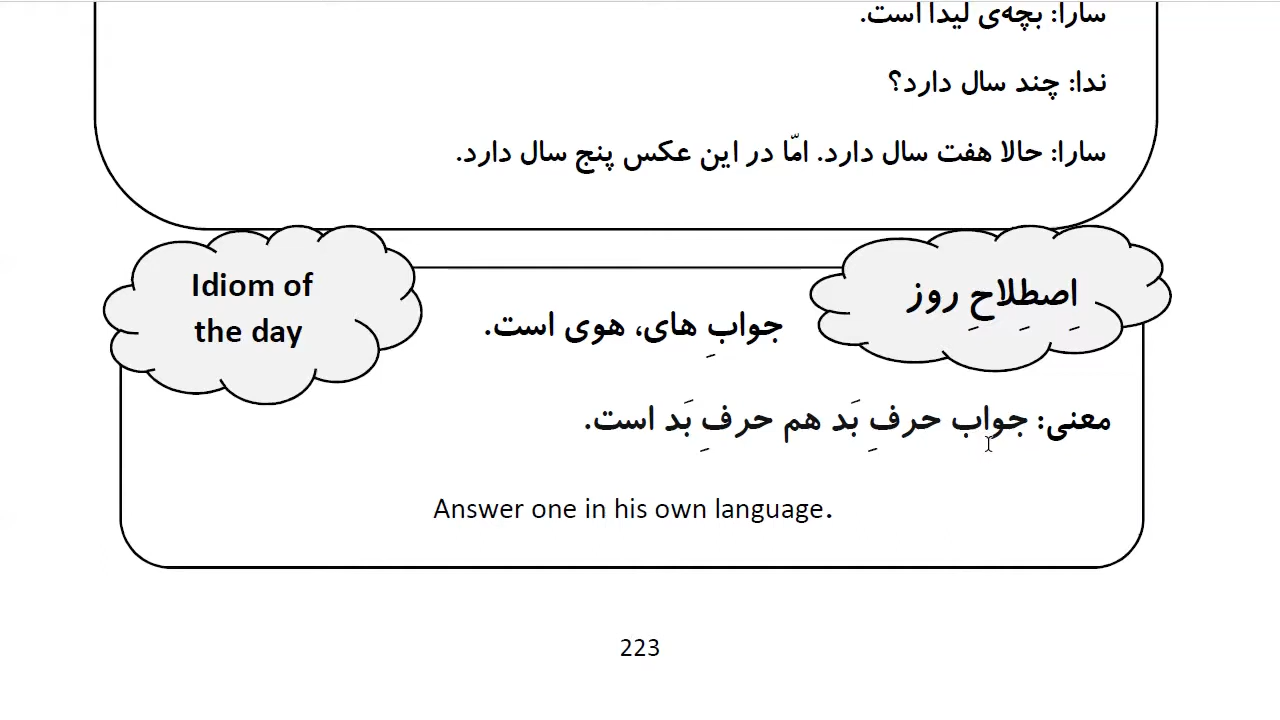 سارا: بچه‌ی لیدا است.
ندا: چند سال دارد؟
سارا: حالا هفت سال دارد. امّا در این عکس پنج سال دارد.
اِصطِلاحِ روز
Idiom of
the day
جوابِ های، هوی است.
معنی: جواب حرفِ بَد هم حرفِ بَد است.
Answer one in his own language.
223